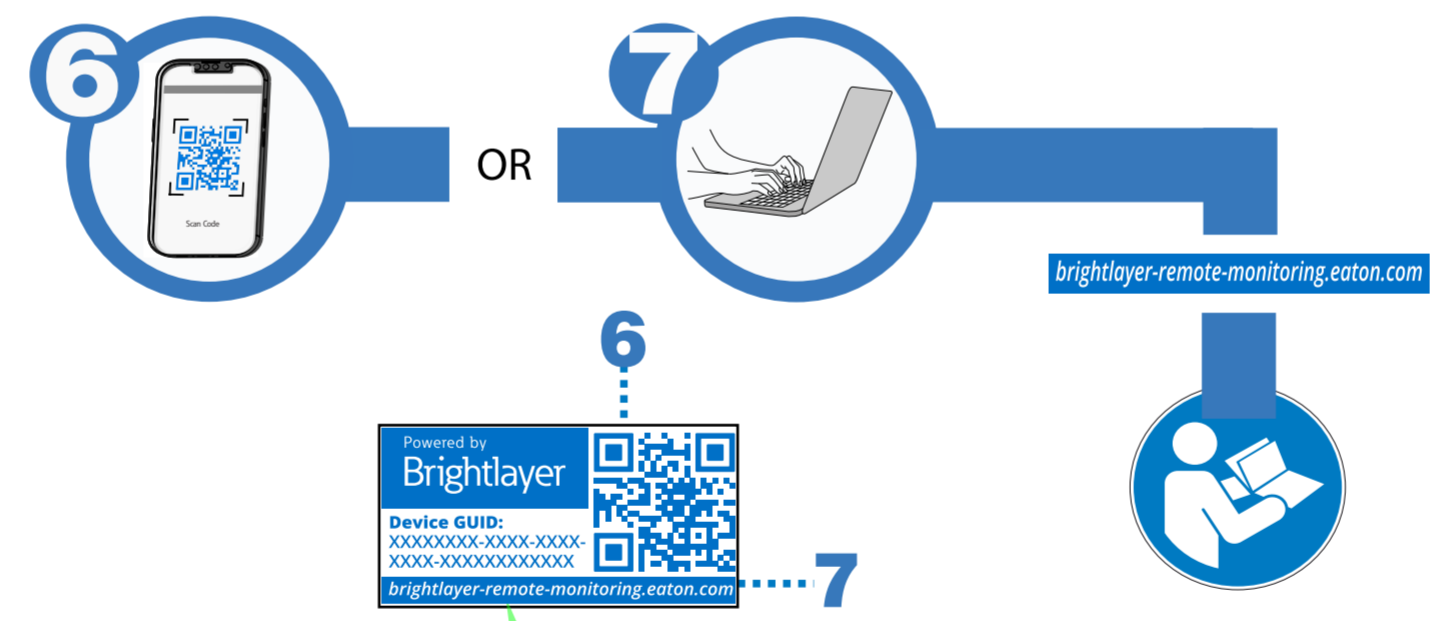 6
Scan Code
OR
7
brightlayer-remote-monitoring.eaton.com
6
Powered by
Brightlayer
Device GUID:
XXXXXXXX-XXXX-XXXX-
XXXX-XXXXXXXXXXXX
brightlayer-remote-monitoring.eaton.com
7